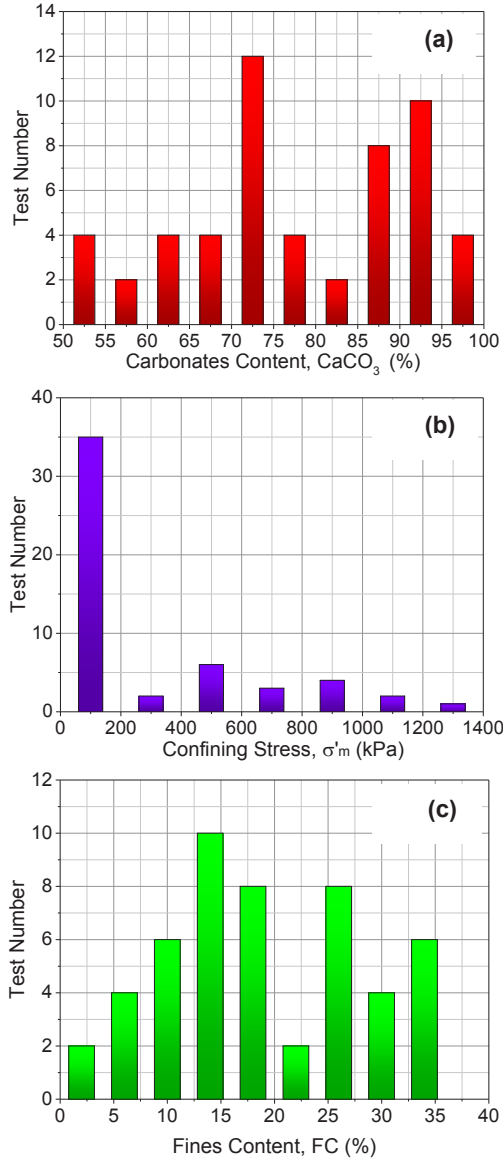 (a)
Test Number
14
12
10
8
6
4
2
0
50 55 60 65 70 75 80 85 90 95 100
Carbonates Content, CaCO₃ (%)
(b)
Test Number
40
30
20
10
0
0 200 400 600 800 1000 1200 1400
Confining Stress, σ'm (kPa)
(c)
Test Number
12
10
8
6
4
2
0
0 5 10 15 20 25 30 35 40
Fines Content, FC (%)